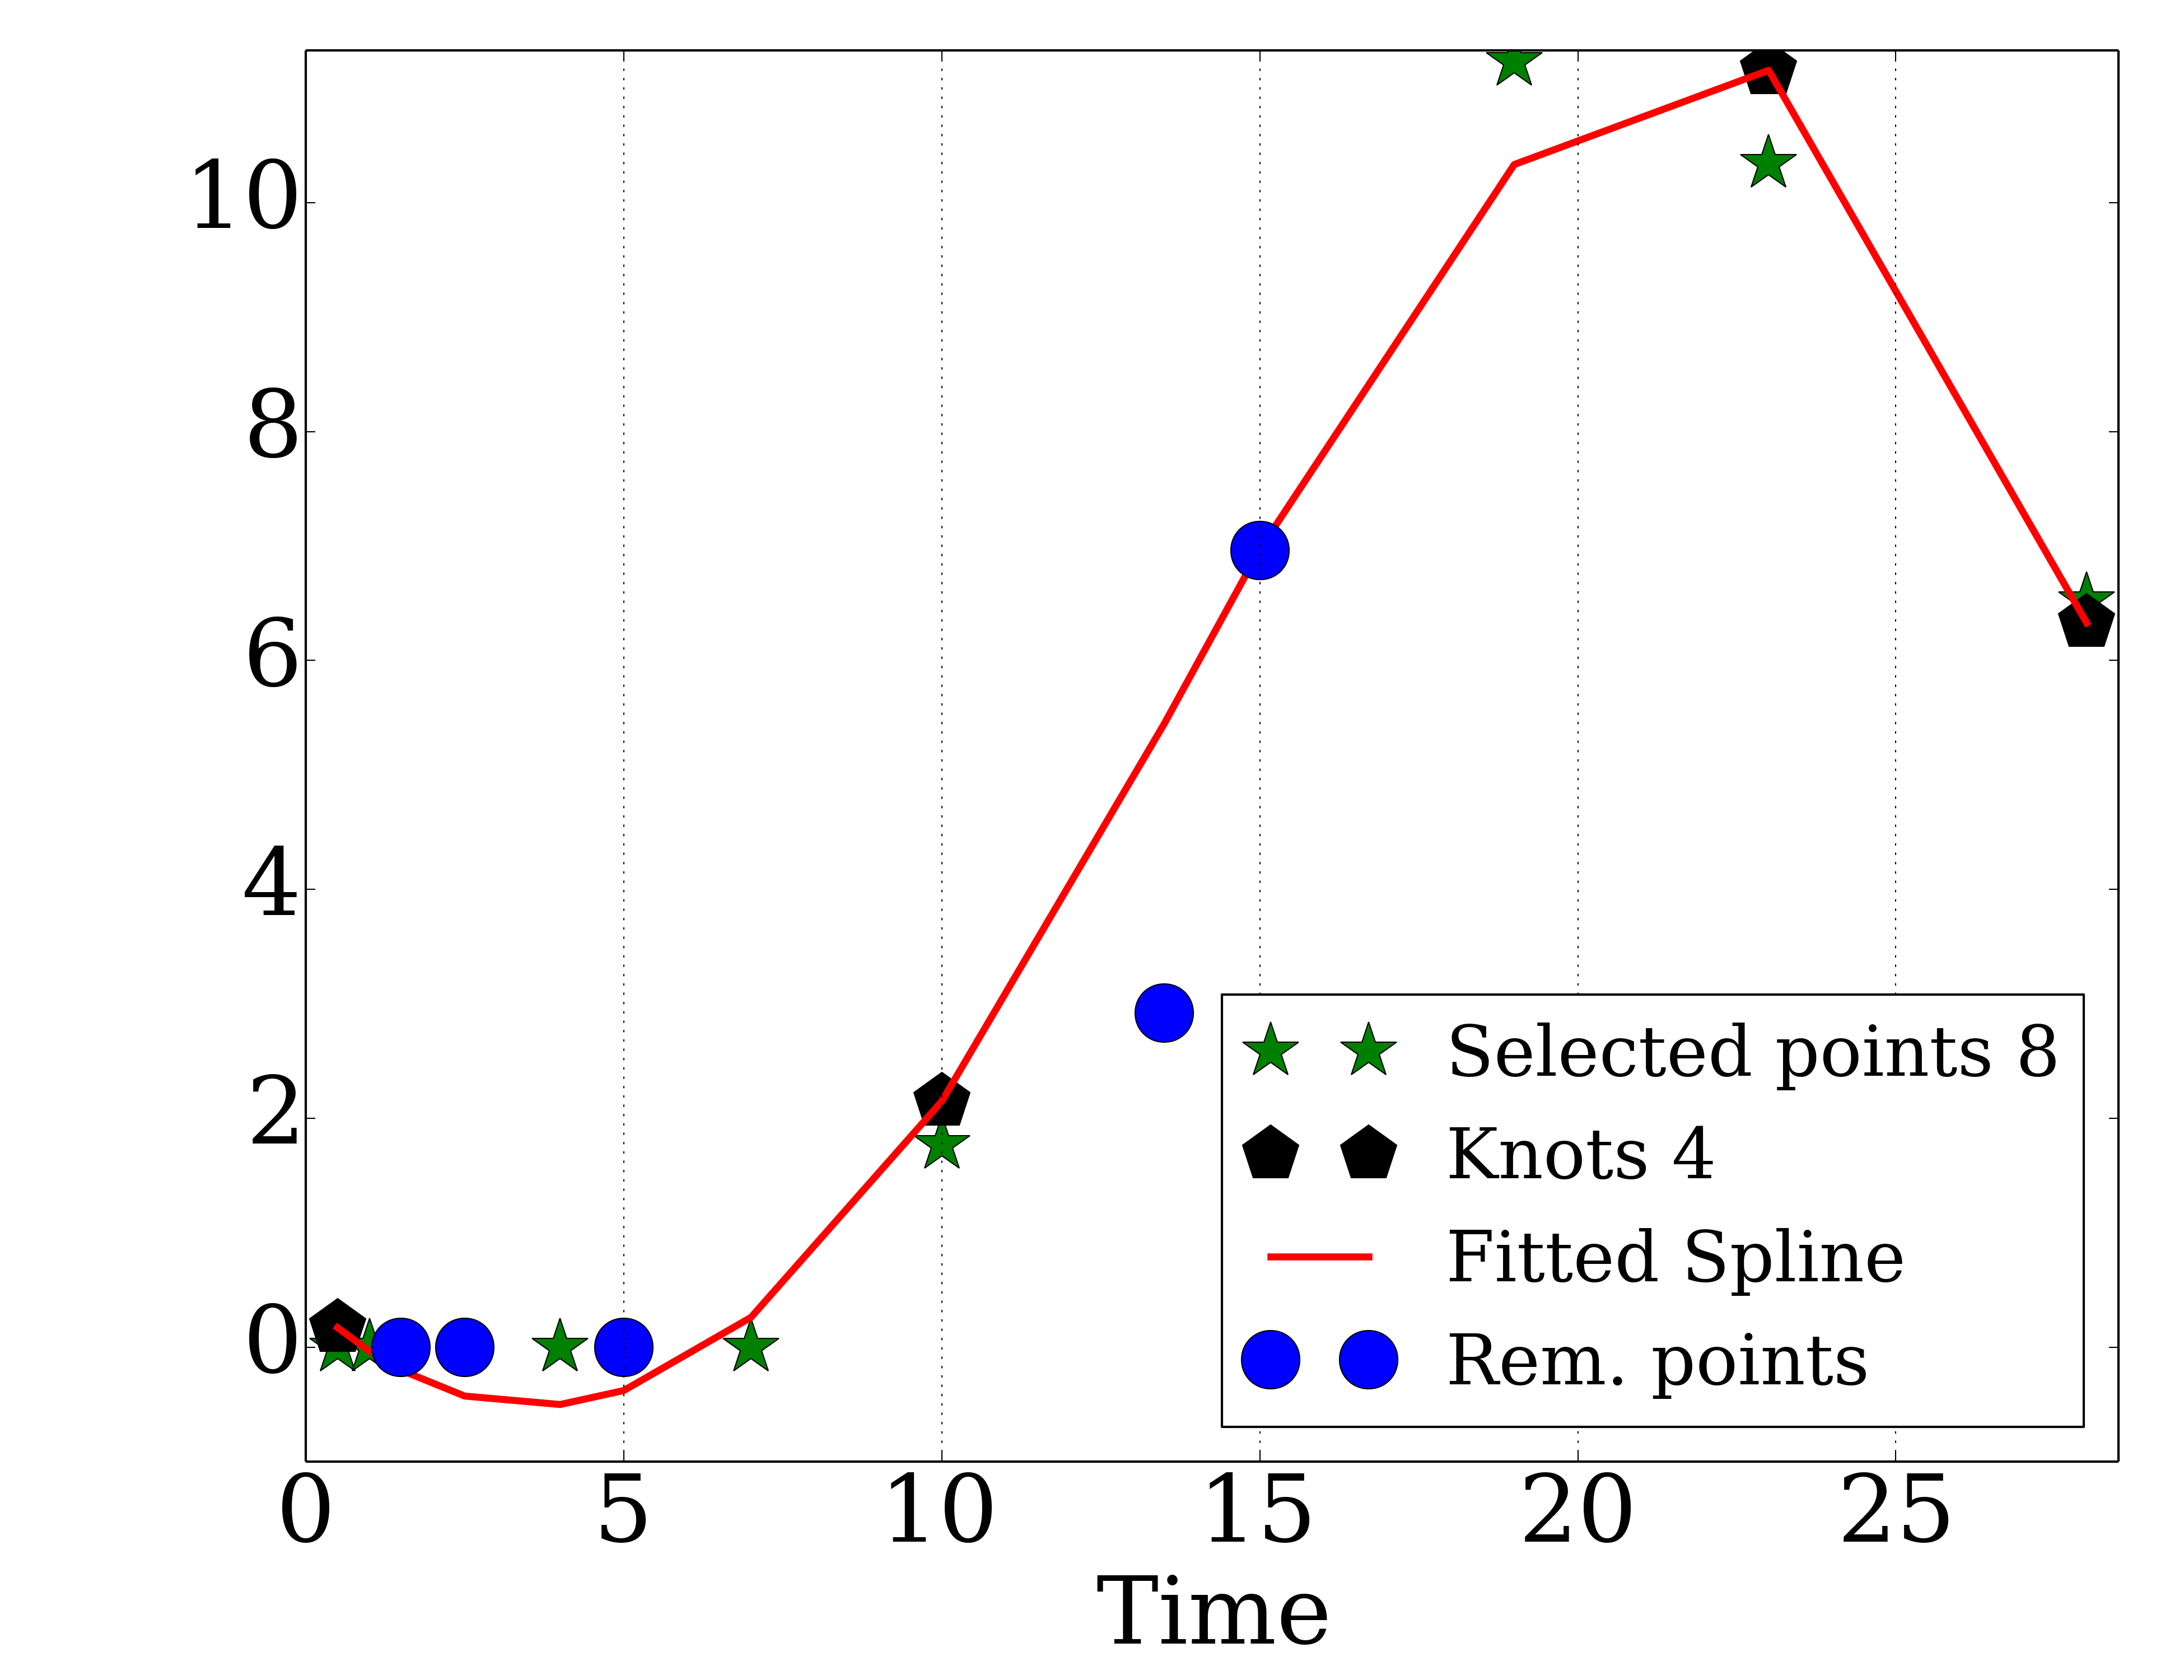 10
8
6
4
2
0
0 5 10 15 20 25
Time
Selected points 8
Knots 4
Fitted Spline
Rem. points